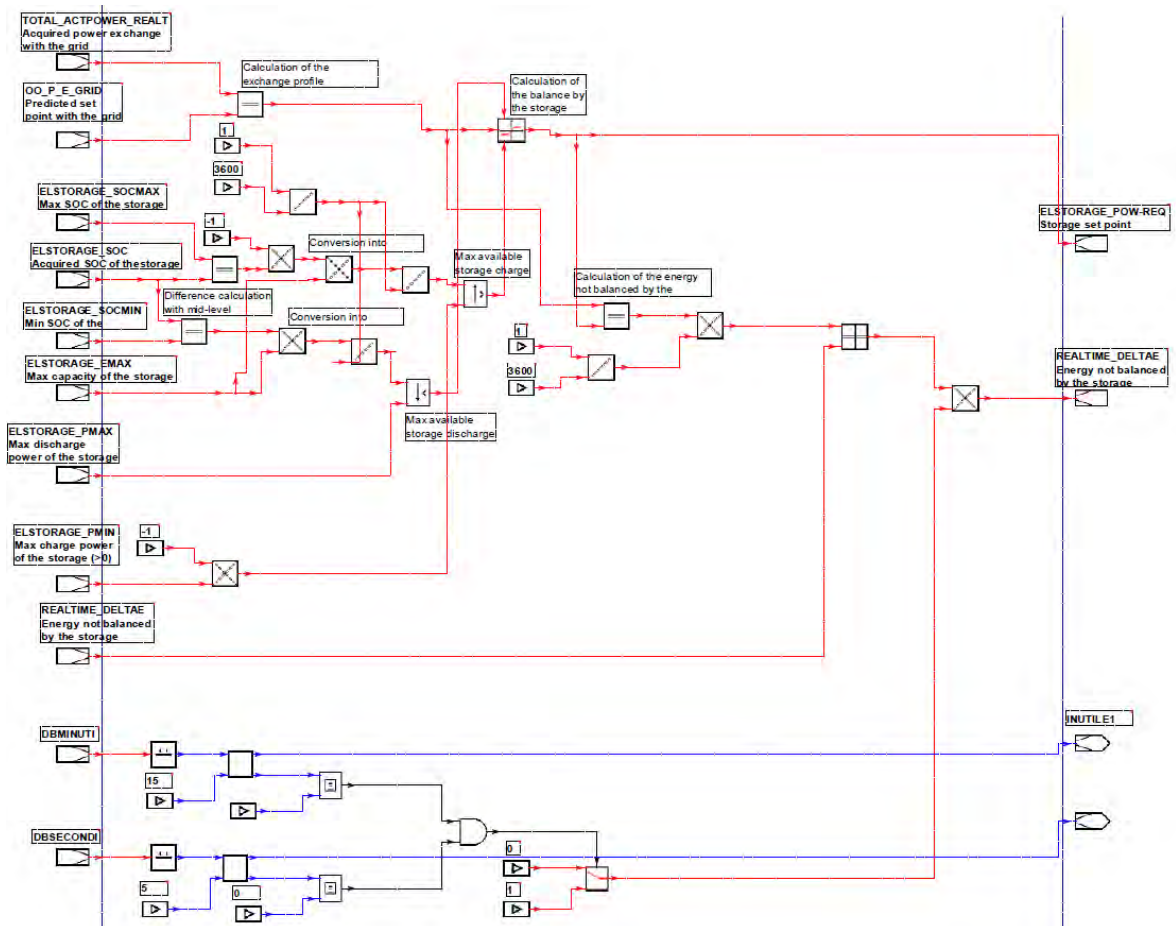 TOTAL_ACTPOWER_REALT
Acquired power exchange
with the grid
OO_P_E_GRID
Predicted set
point with the grid
Calculation of the
exchange profile
Calculation of
the balance by
the storage
1
3600
ELSTORAGE_SOCMAX
Max SOC of the storage
-1
ELSTORAGE_SOC
Acquired SOC of the storage
Conversion into
Max available
storage charge
Calculation of the energy
not balanced by the
ELSTORAGE_POW-REQ
Storage set point
Difference calculation
with mid-level
ELSTORAGE_SOCMIN
Min SOC of the
Conversion into
1
3600
ELSTORAGE_EMAX
Max capacity of the storage
REALTIME_DELTAE
Energy not balanced
by the storage
Max available
storage discharge
ELSTORAGE_PMAX
Max discharge
power of the storage
ELSTORAGE_PMIN
Max charge power
of the storage (>0)
-1
REALTIME_DELTAE
Energy not balanced
by the storage
DBMINUTI
INUTILE1
15
DBSECONDI
5
0
0
1